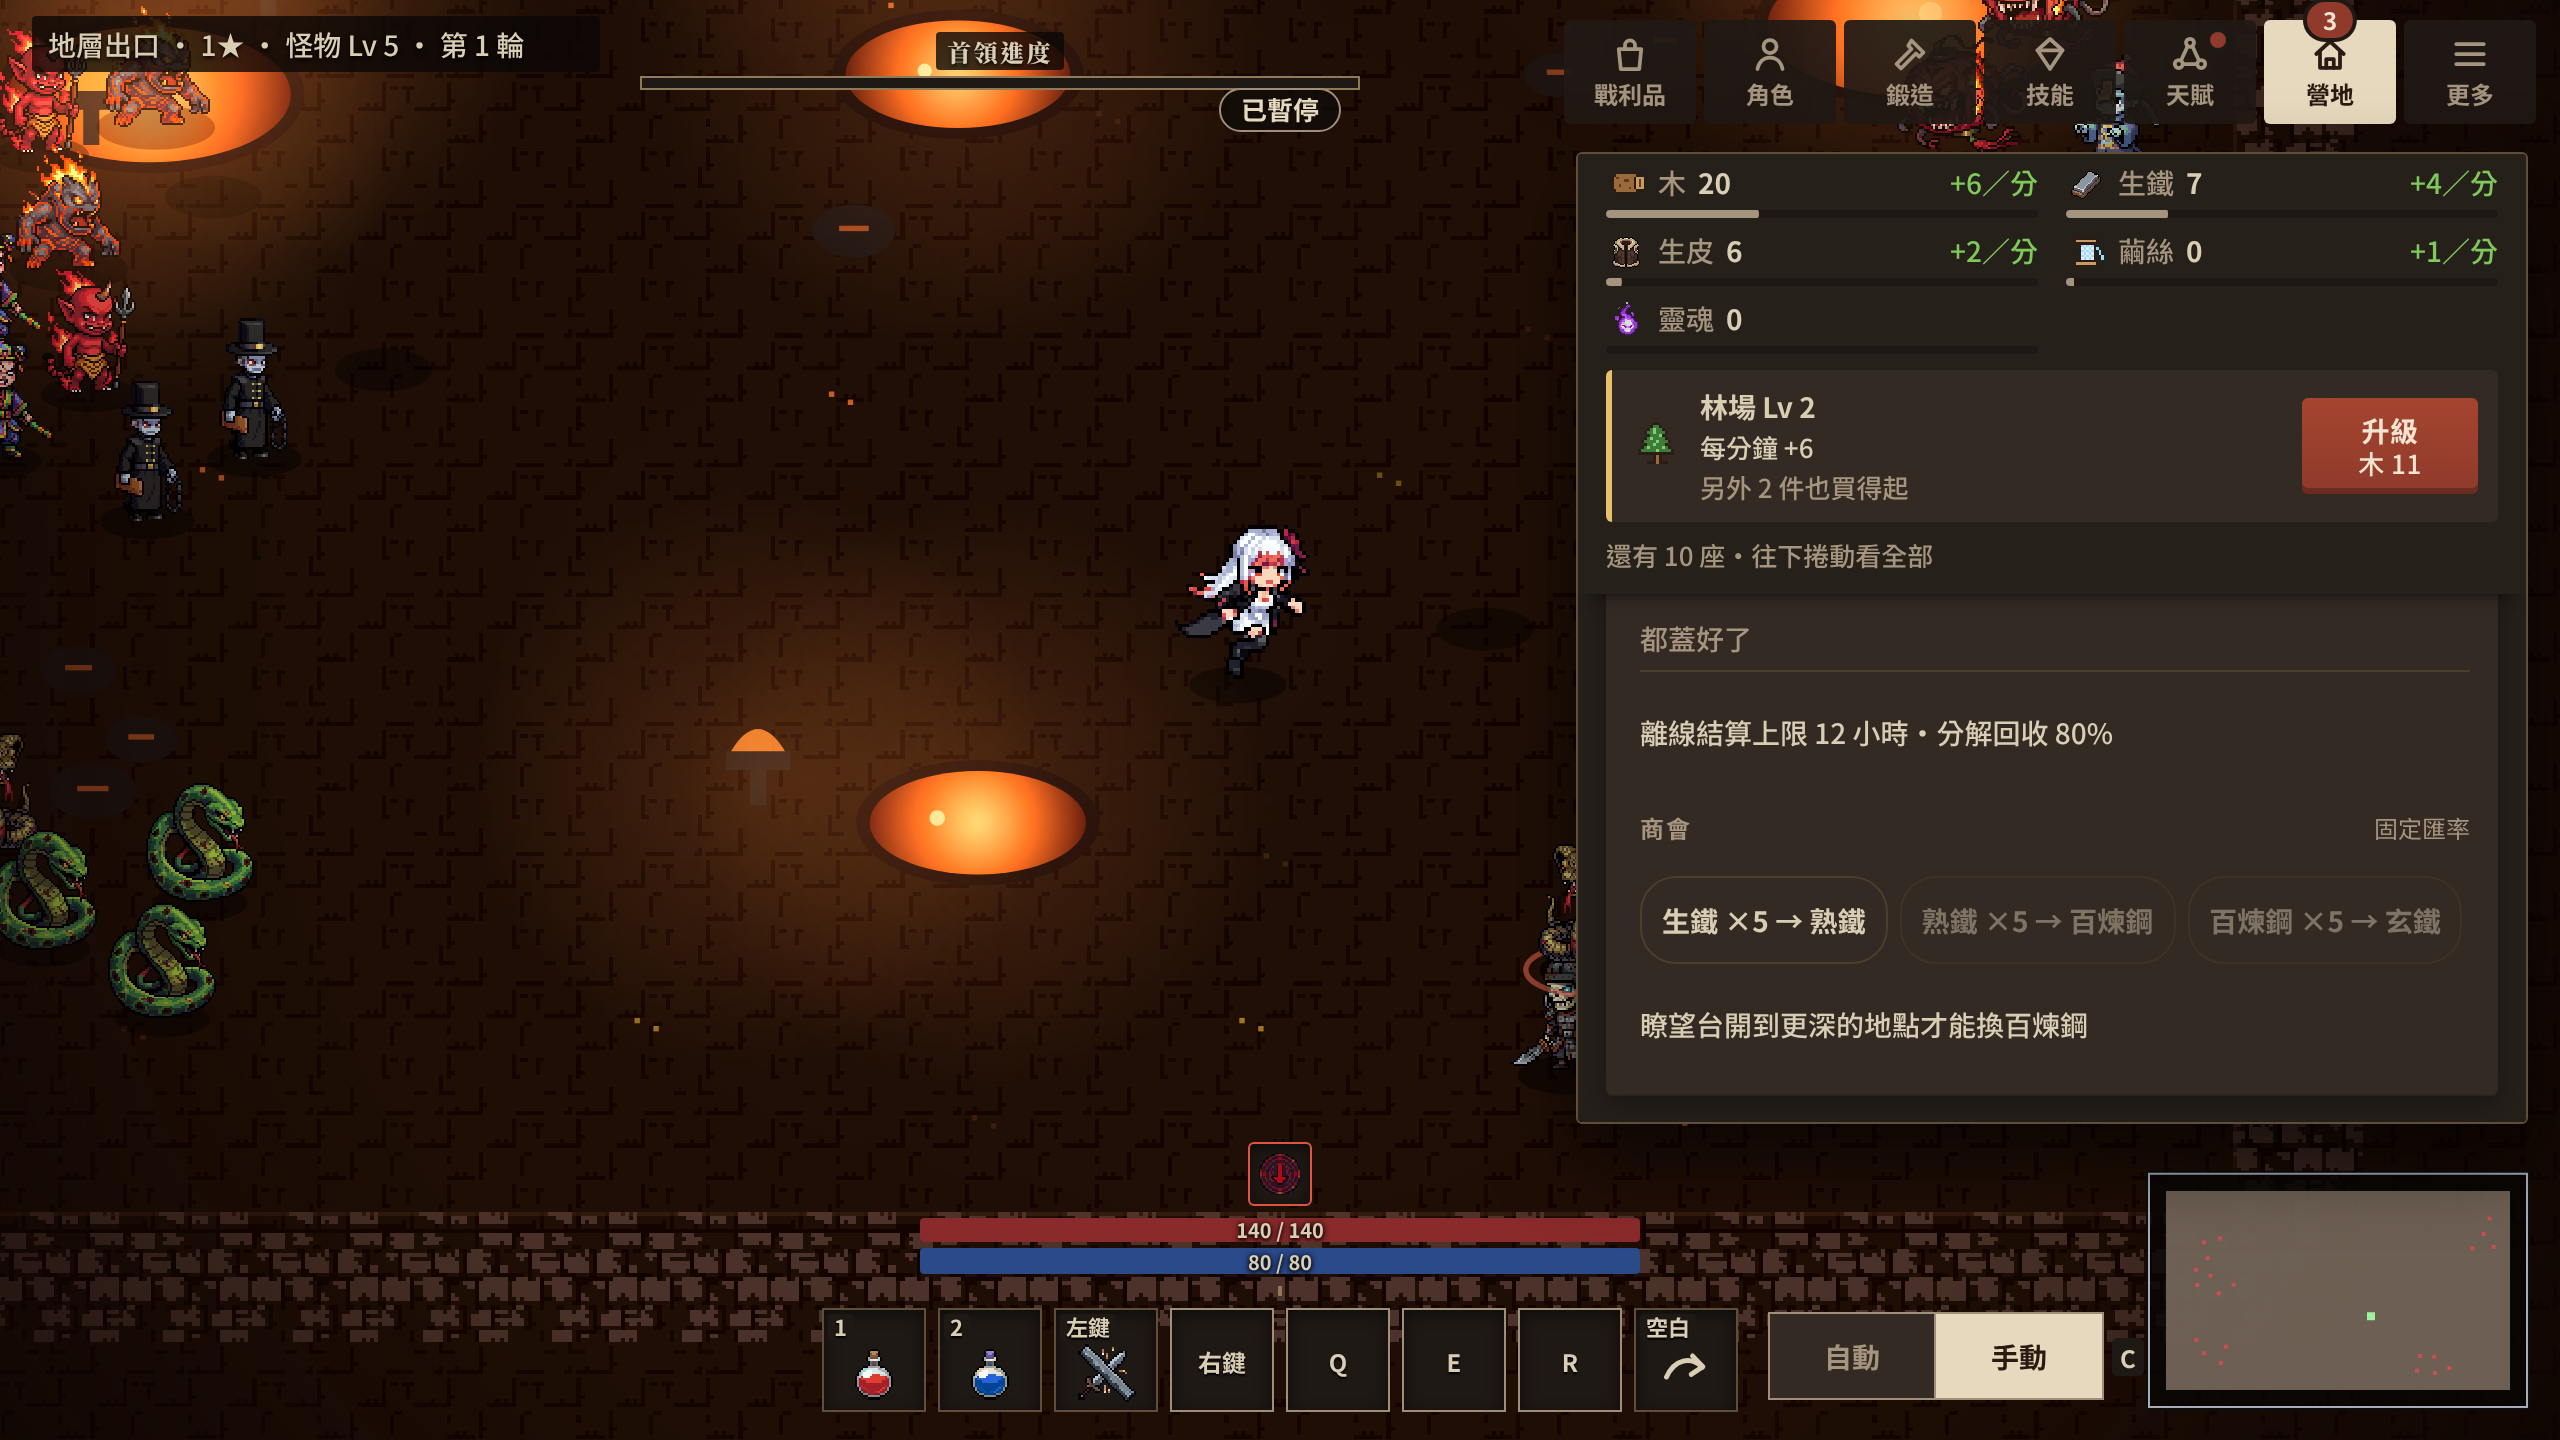 地層出口 · 1★ · 怪物 Lv 5 · 第 1 輪
首領進度
已暫停
戰利品
角色
鍛造
技能
天賦
3
營地
更多
木 20 +6／分
生鐵 7 +4／分
生皮 6 +2／分
繭絲 0 +1／分
靈魂 0
林場 Lv 2
每分鐘 +6
另外 2 件也買得起
升級
木 11
還有 10 座·往下捲動看全部
都蓋好了
離線結算上限 12 小時·分解回收 80%
商會
固定匯率
生鐵 ×5 → 熟鐵
熟鐵 ×5 → 百煉鋼
百煉鋼 ×5 → 玄鐵
瞭望台開到更深的地點才能換百煉鋼
140 / 140
80 / 80
1
2
左鍵
右鍵
Q
E
R
空白
自動
手動
C